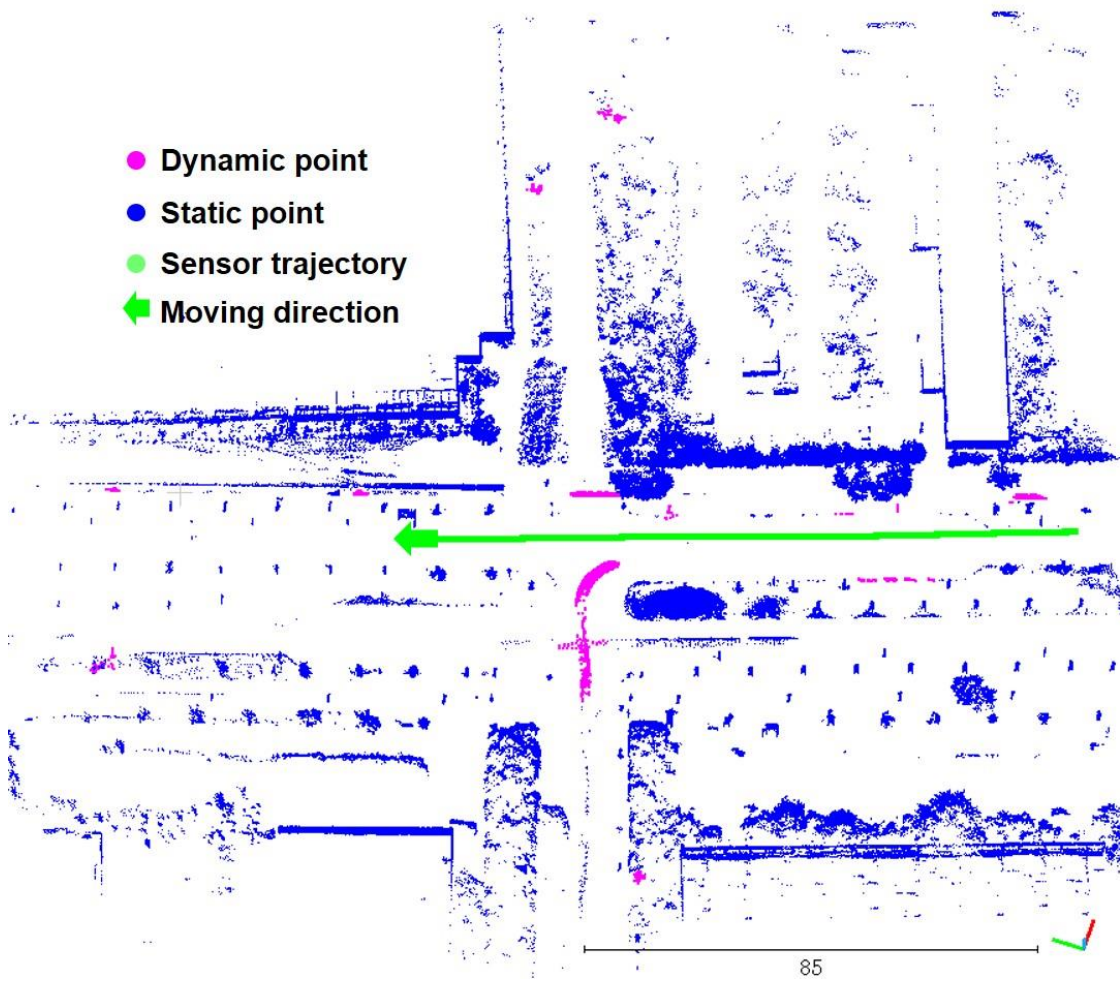 Dynamic point
Static point
Sensor trajectory
Moving direction
85